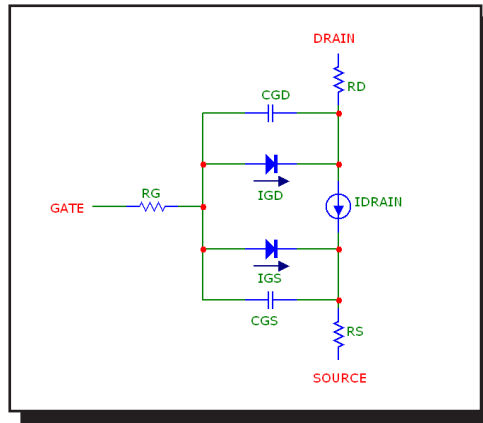 DRAIN
RD
CGD
IGD
RG
GATE
IDRAIN
IGS
CGS
RS
SOURCE